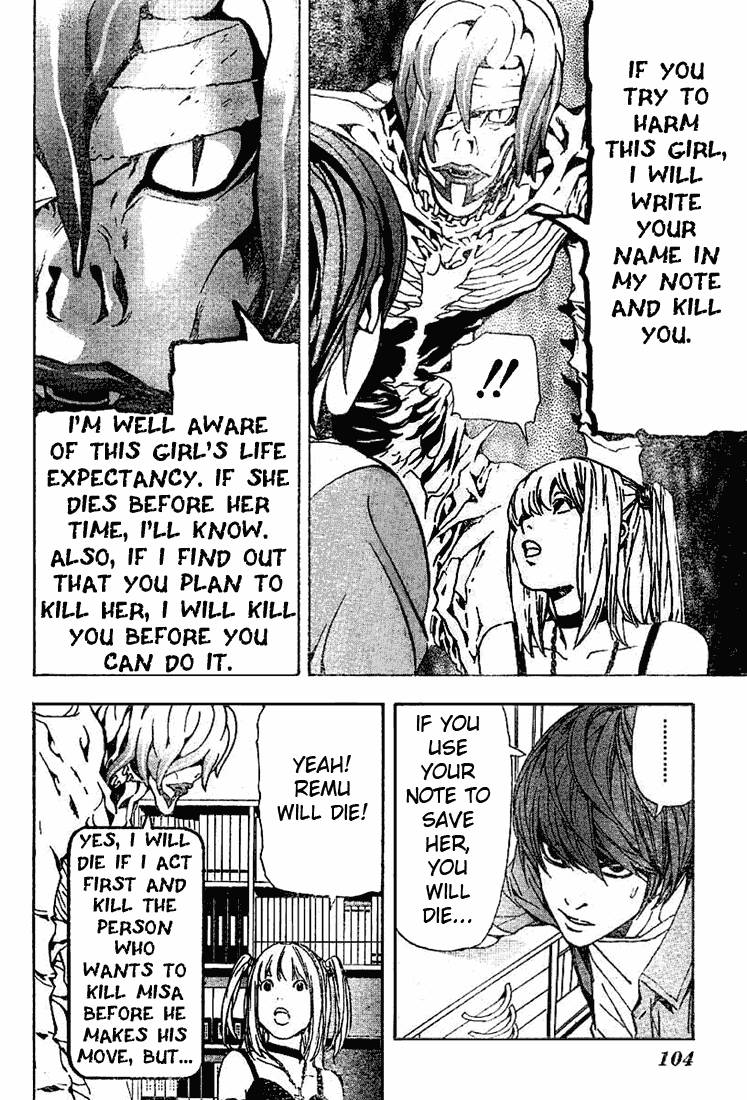 IF YOU
TRY TO
HARM
THIS GIRL,
I WILL
WRITE
YOUR
NAME IN
MY NOTE
AND KILL
YOU.
!!
I'M WELL AWARE
OF THIS GIRL'S LIFE
EXPECTANCY. IF SHE
DIES BEFORE HER
TIME, I'LL KNOW.
ALSO, IF I FIND OUT
THAT YOU PLAN TO
KILL HER, I WILL KILL
YOU BEFORE YOU
CAN DO IT.
.........
IF YOU
USE
YOUR
NOTE TO
SAVE
HER,
YOU
WILL
DIE...
YEAH!
REMU
WILL DIE!
YES, I WILL
DIE IF I ACT
FIRST AND
KILL THE
PERSON
WHO
WANTS TO
KILL MISA
BEFORE HE
MAKES HIS
MOVE, BUT...
104